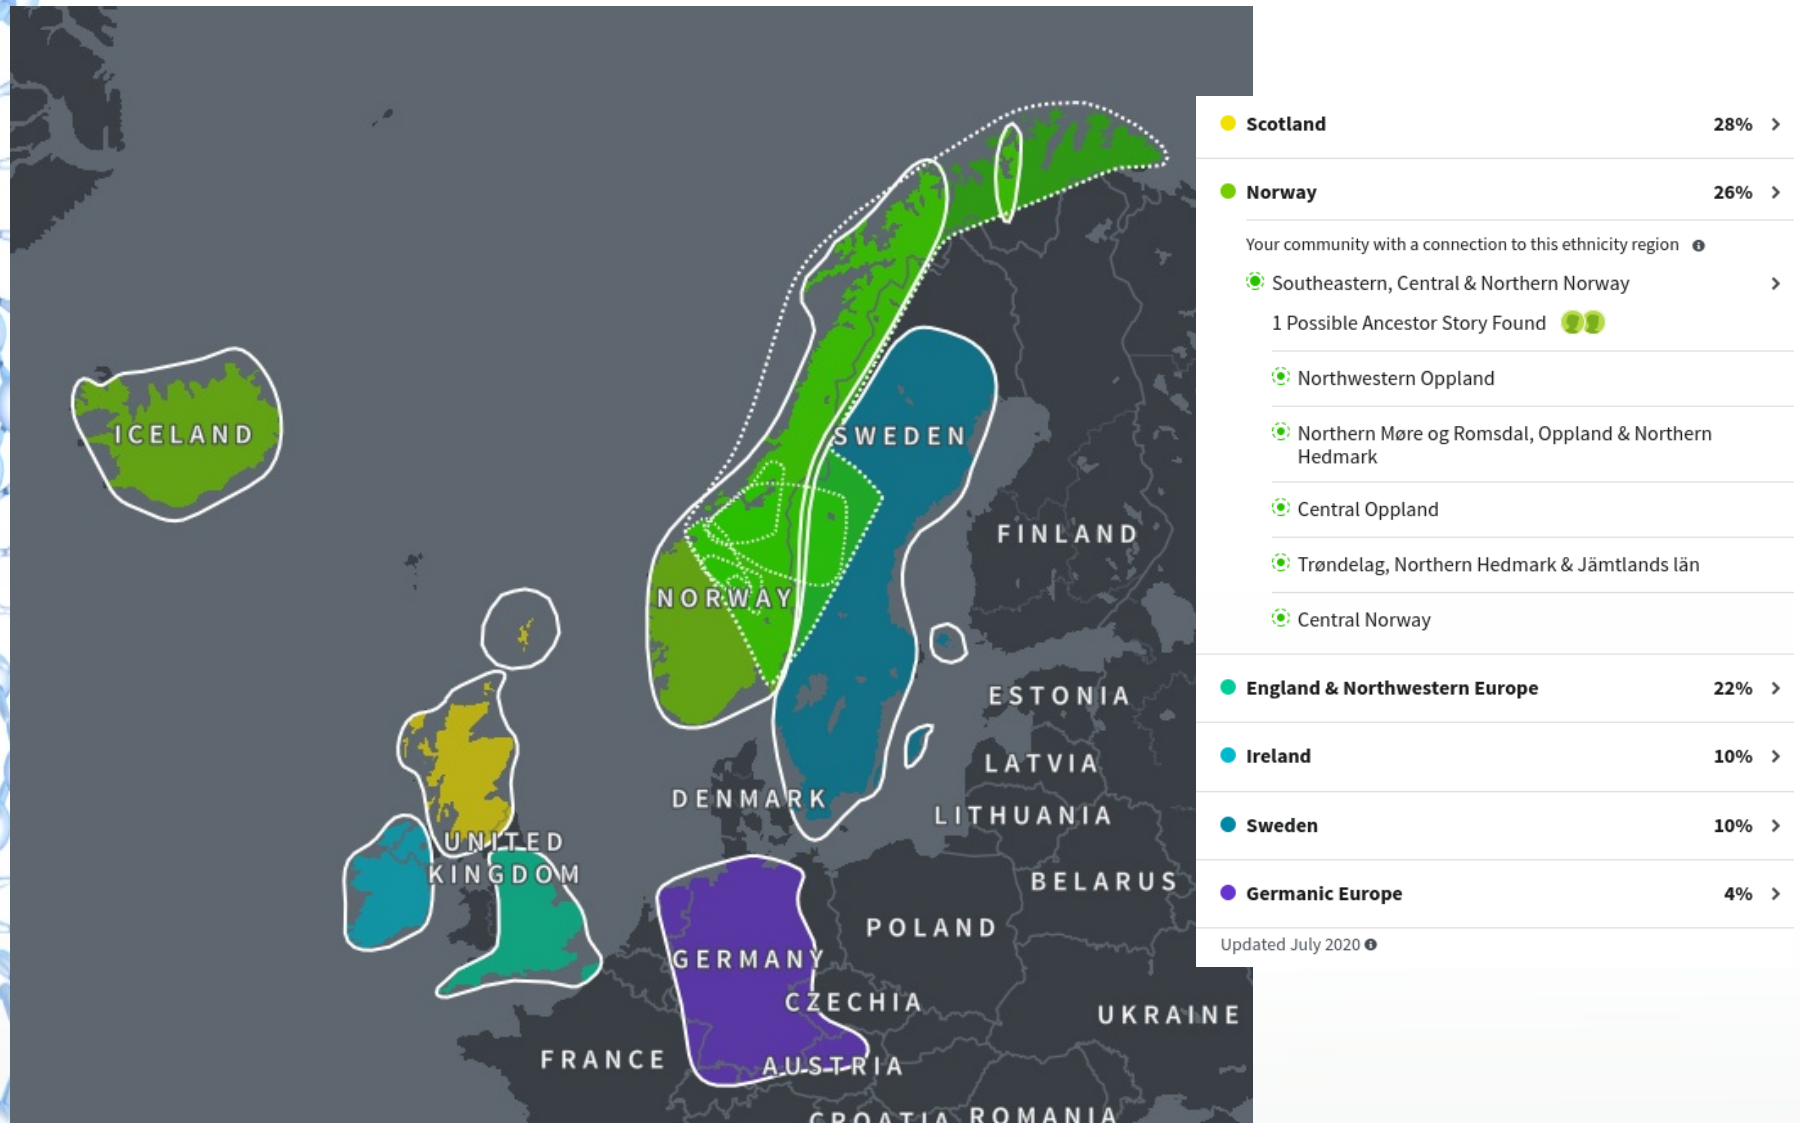 ICELAND
SWEDEN
FINLAND
NORWAY
ESTONIA
LATVIA
DENMARK
LITHUANIA
UNITED
KINGDOM
BELARUS
POLAND
GERMANY
CZECHIA
UKRAINE
FRANCE
AUSTRIA
CROATIA
ROMANIA
Scotland 28%
Norway 26%
Your community with a connection to this ethnicity region
Southeastern, Central & Northern Norway
1 Possible Ancestor Story Found
Northwestern Oppland
Northern Møre og Romsdal, Oppland & Northern
Hedmark
Central Oppland
Trøndelag, Northern Hedmark & Jämtlands län
Central Norway
England & Northwestern Europe 22%
Ireland 10%
Sweden 10%
Germanic Europe 4%
Updated July 2020